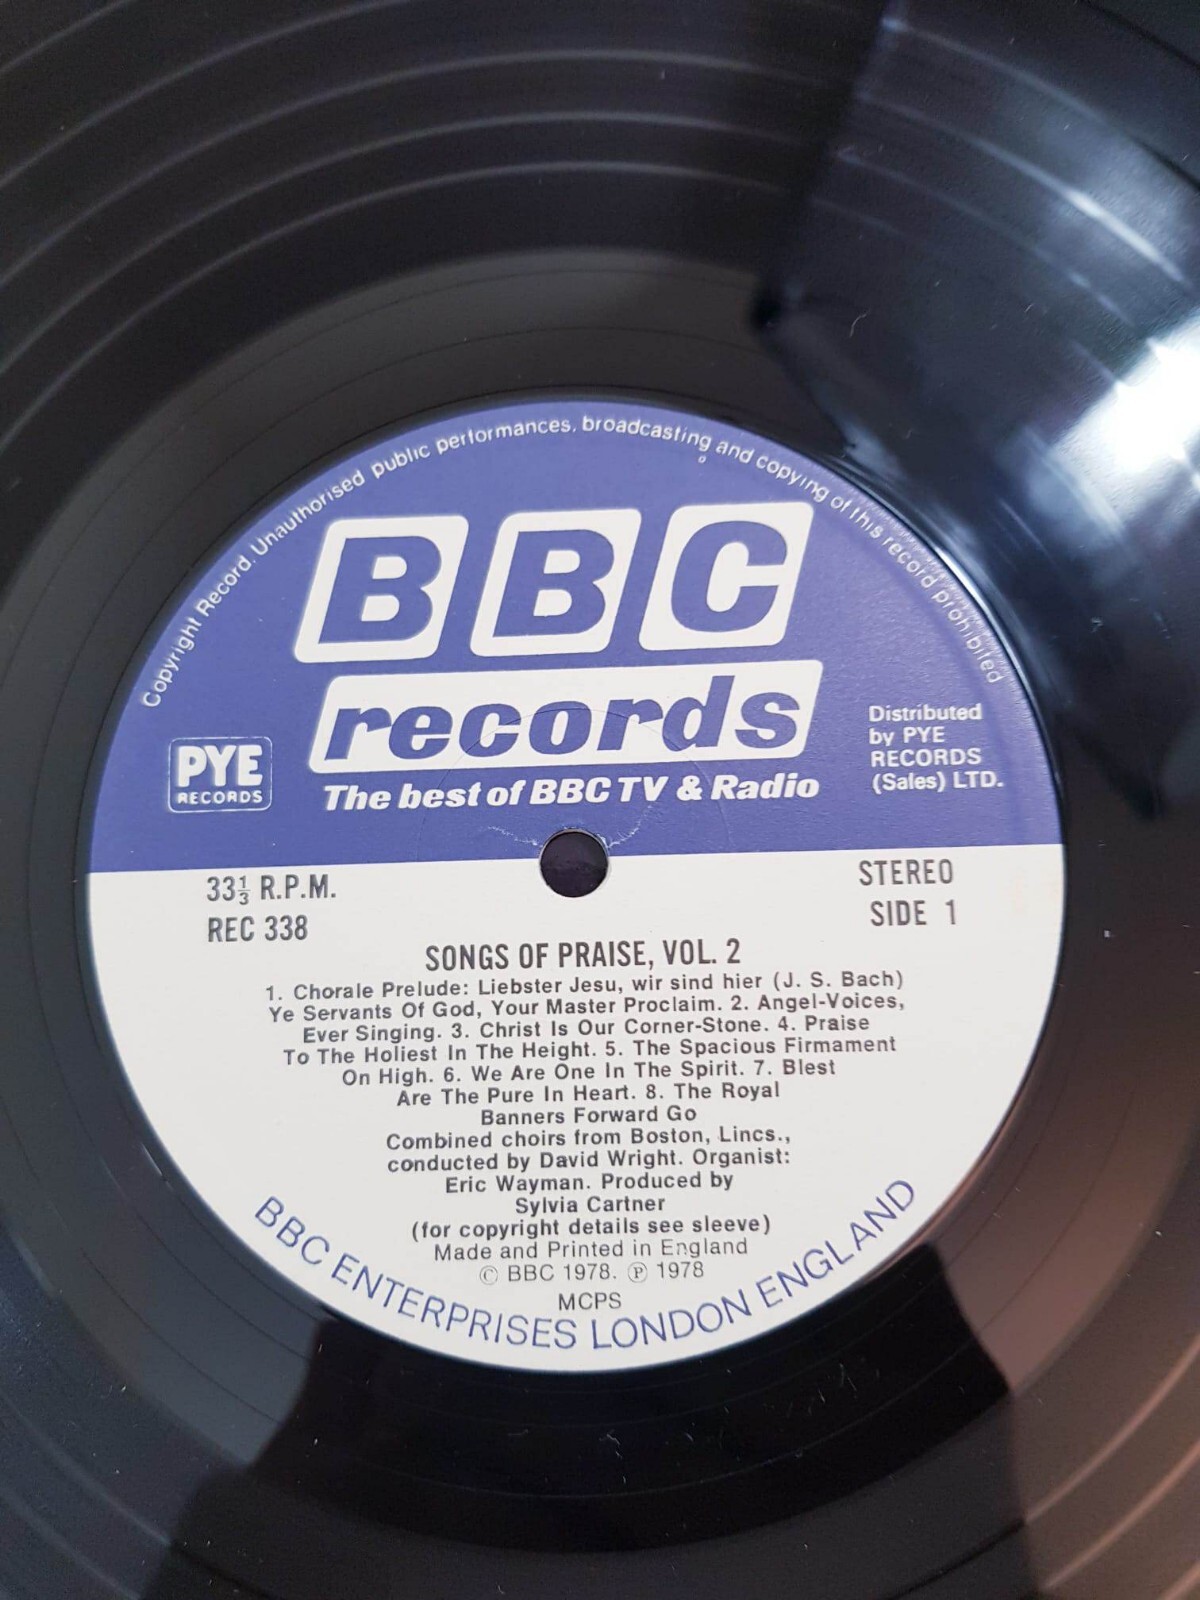 Copyright Record. Unauthorised public performances, broadcasting and copying of this record prohibited
BBC
records
The best of BBC TV & Radio
PYE
RECORDS
Distributed
by PYE
RECORDS
(Sales) LTD.
33⅓ R.P.M.
REC 338
STEREO
SIDE 1
SONGS OF PRAISE, VOL. 2
1. Chorale Prelude: Liebster Jesu, wir sind hier (J. S. Bach)
Ye Servants Of God, Your Master Proclaim. 2. Angel-Voices,
Ever Singing. 3. Christ Is Our Corner-Stone. 4. Praise
To The Holiest In The Height. 5. The Spacious Firmament
On High. 6. We Are One In The Spirit. 7. Blest
Are The Pure In Heart. 8. The Royal
Banners Forward Go
Combined choirs from Boston, Lincs.,
conducted by David Wright. Organist:
Eric Wayman. Produced by
Sylvia Cartner
(for copyright details see sleeve)
Made and Printed in England
© BBC 1978. ℗ 1978
MCPS
BBC ENTERPRISES LONDON ENGLAND